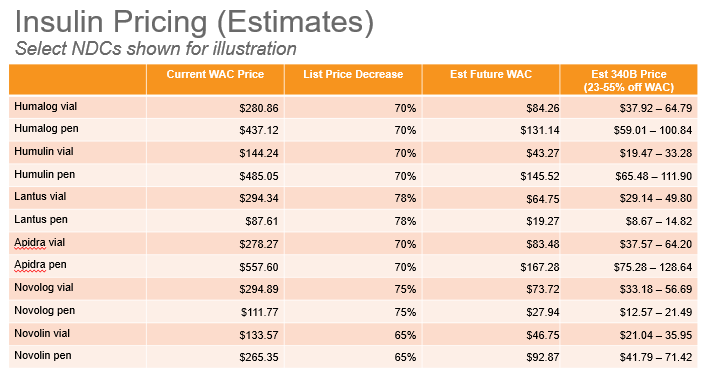 Insulin Pricing (Estimates)
Select NDCs shown for illustration
Current WAC Price List Price Decrease Est Future WAC Est 340B Price
(23-55% off WAC)
Humalog vial $280.86 70% $84.26 $37.92 – 64.79
Humalog pen $437.12 70% $131.14 $59.01 – 100.84
Humulin vial $144.24 70% $43.27 $19.47 – 33.28
Humulin pen $485.05 70% $145.52 $65.48 – 111.90
Lantus vial $294.34 78% $64.75 $29.14 – 49.80
Lantus pen $87.61 78% $19.27 $8.67 – 14.82
Apidra vial $278.27 70% $83.48 $37.57 – 64.20
Apidra pen $557.60 70% $167.28 $75.28 – 128.64
Novolog vial $294.89 75% $73.72 $33.18 – 56.69
Novolog pen $111.77 75% $27.94 $12.57 – 21.49
Novolin vial $133.57 65% $46.75 $21.04 – 35.95
Novolin pen $265.35 65% $92.87 $41.79 – 71.42